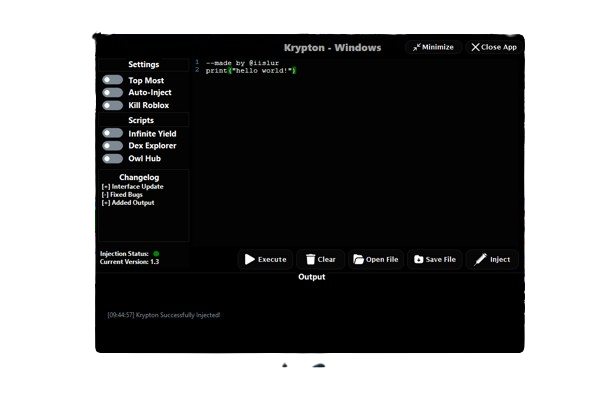 Krypton - Windows
Minimize
Close App
Settings
Top Most
Auto-Inject
Kill Roblox
Scripts
Infinite Yield
Dex Explorer
Owl Hub
Changelog
[+] Interface Update
[-] Fixed Bugs
[+] Added Output
Injection Status:
Current Version: 1.3
1 --made by @iislur
2 print("hello world!")
Execute
Clear
Open File
Save File
Inject
Output
[09:44:57] Krypton Successfully Injected!